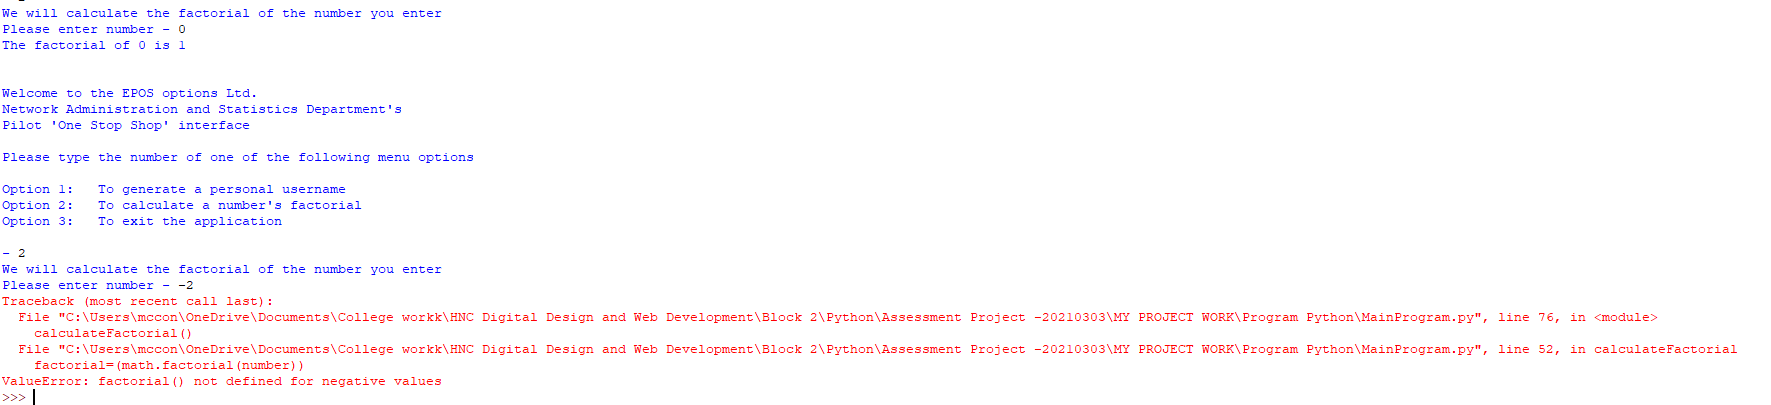 We will calculate the factorial of the number you enter
Please enter number - 0
The factorial of 0 is 1
Welcome to the EPOS options Ltd.
Network Administration and Statistics Department's
Pilot 'One Stop Shop' interface
Please type the number of one of the following menu options
Option 1:   To generate a personal username
Option 2:   To calculate a number's factorial
Option 3:   To exit the application
- 2
We will calculate the factorial of the number you enter
Please enter number - -2
Traceback (most recent call last):
  File "C:\Users\mccon\OneDrive\Documents\College workk\HNC Digital Design and Web Development\Block 2\Python\Assessment Project -20210303\MY PROJECT WORK\Program Python\MainProgram.py", line 76, in <module>
    calculateFactorial()
  File "C:\Users\mccon\OneDrive\Documents\College workk\HNC Digital Design and Web Development\Block 2\Python\Assessment Project -20210303\MY PROJECT WORK\Program Python\MainProgram.py", line 52, in calculateFactorial
    factorial=(math.factorial(number))
ValueError: factorial() not defined for negative values
>>>